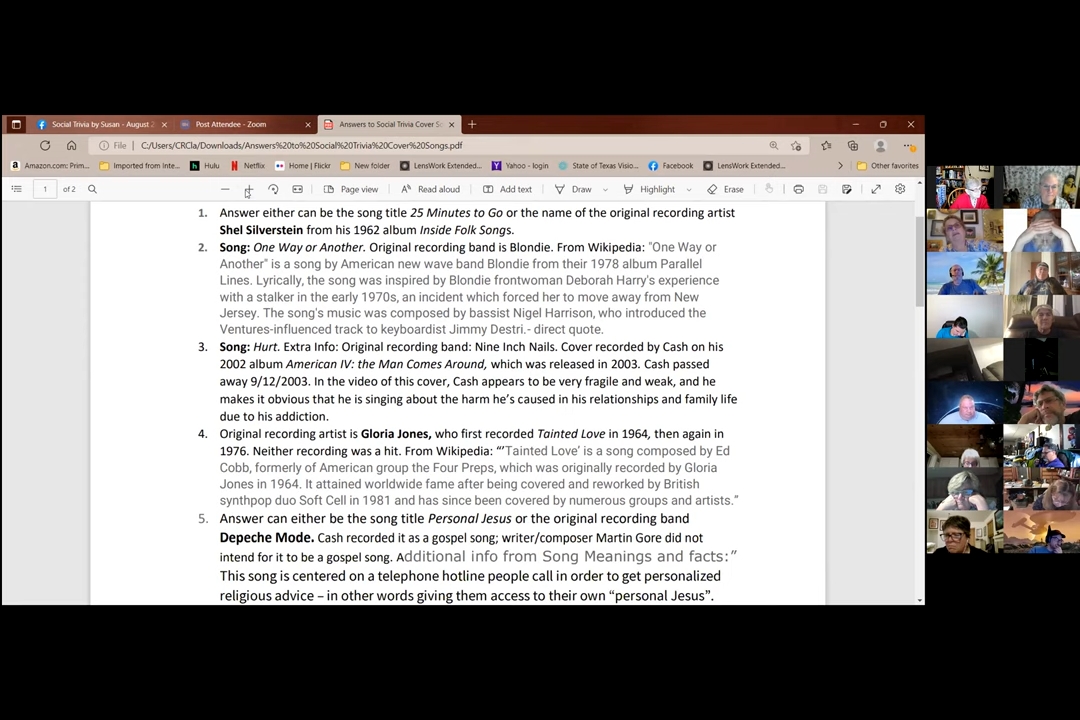 Social Trivia by Susan - August 2
Post Attendee - Zoom
Answers to Social Trivia Cover S
File
C:/Users/CRCla/Downloads/Answers%20to%20Social%20Trivia%20Cover%20Songs.pdf
Amazon.com: Prim...
Imported from Inte...
Hulu
Netflix
Home | Flickr
New folder
LensWork Extended...
Yahoo - login
State of Texas Visio...
Facebook
LensWork Extended...
Other favorites
1 of 2
Page view
Read aloud
Add text
Draw
Highlight
Erase
1. Answer either can be the song title 25 Minutes to Go or the name of the original recording artist
Shel Silverstein from his 1962 album Inside Folk Songs.
2. Song: One Way or Another. Original recording band is Blondie. From Wikipedia: "One Way or
Another" is a song by American new wave band Blondie from their 1978 album Parallel
Lines. Lyrically, the song was inspired by Blondie frontwoman Deborah Harry's experience
with a stalker in the early 1970s, an incident which forced her to move away from New
Jersey. The song's music was composed by bassist Nigel Harrison, who introduced the
Ventures-influenced track to keyboardist Jimmy Destri.- direct quote.
3. Song: Hurt. Extra Info: Original recording band: Nine Inch Nails. Cover recorded by Cash on his
2002 album American IV: the Man Comes Around, which was released in 2003. Cash passed
away 9/12/2003. In the video of this cover, Cash appears to be very fragile and weak, and he
makes it obvious that he is singing about the harm he's caused in his relationships and family life
due to his addiction.
4. Original recording artist is Gloria Jones, who first recorded Tainted Love in 1964, then again in
1976. Neither recording was a hit. From Wikipedia: “‘Tainted Love’ is a song composed by Ed
Cobb, formerly of American group the Four Preps, which was originally recorded by Gloria
Jones in 1964. It attained worldwide fame after being covered and reworked by British
synthpop duo Soft Cell in 1981 and has since been covered by numerous groups and artists.”
5. Answer can either be the song title Personal Jesus or the original recording band
Depeche Mode. Cash recorded it as a gospel song; writer/composer Martin Gore did not
intend for it to be a gospel song. Additional info from Song Meanings and facts:”
This song is centered on a telephone hotline people call in order to get personalized
religious advice – in other words giving them access to their own “personal Jesus”.